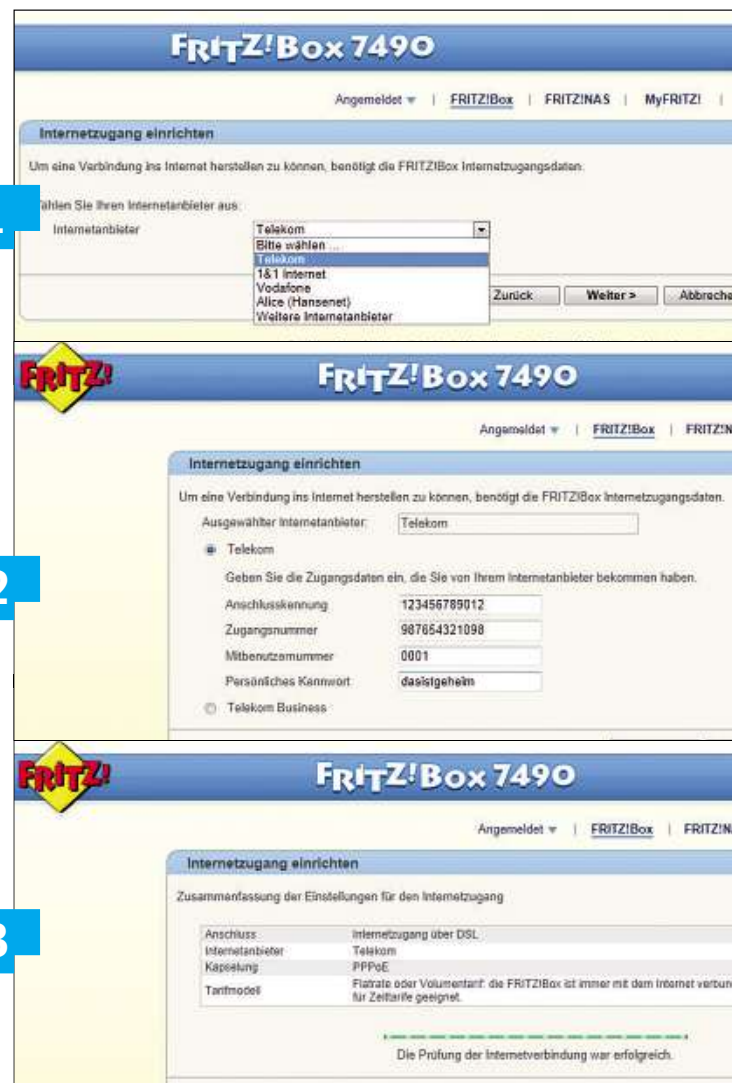 FRITZ!Box 7490
Angemeldet | FRITZ!Box | FRITZ!NAS | MyFRITZ! |
Internetzugang einrichten
Um eine Verbindung ins Internet herstellen zu können, benötigt die FRITZ!Box Internetzugangsdaten.
ählen Sie Ihren Internetanbieter aus:
Internetanbieter Telekom
Bitte wählen ...
Telekom
1&1 Internet
Vodafone
Alice (Hansenet)
Weitere Internetanbieter
Zurück Weiter > Abbreche
FRITZ!
FRITZ!Box 7490
Angemeldet | FRITZ!Box | FRITZ!N
Internetzugang einrichten
Um eine Verbindung ins Internet herstellen zu können, benötigt die FRITZ!Box Internetzugangsdaten.
Ausgewählter Internetanbieter: Telekom
Telekom
Geben Sie die Zugangsdaten ein, die Sie von Ihrem Internetanbieter bekommen haben.
2
Anschlusskennung 123456789012
Zugangsnummer 987654321098
Mitbenutzernummer 0001
Persönliches Kennwort dasistgeheim
Telekom Business
FRITZ!
FRITZ!Box 7490
Angemeldet | FRITZ!Box | FRITZ!NA
Internetzugang einrichten
Zusammenfassung der Einstellungen für den Internetzugang
3
Anschluss Internetzugang über DSL
Internetanbieter Telekom
Kapselung PPPoE
Tarifmodell Flatrate oder Volumentarif: die FRITZ!Box ist immer mit dem Internet verbun
für Zeittarife geeignet.
Die Prüfung der Internetverbindung war erfolgreich.